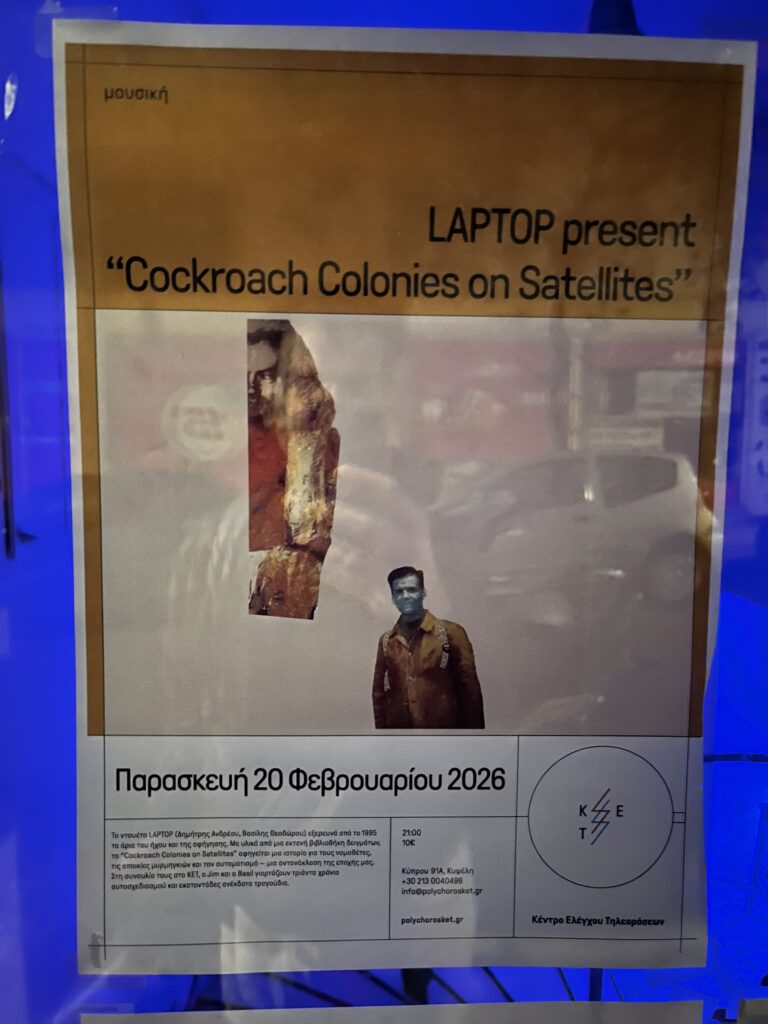 μουσική
LAPTOP present
“Cockroach Colonies on Satellites”
Παρασκευή 20 Φεβρουαρίου 2026
Το ντουέτο LAPTOP (Δημήτρης Ανδρέου, Βασίλης Θεοδώρου) εξερευνά από το 1995
τα όρια του ήχου και της αφήγησης. Με υλικό από μια εκτενή βιβλιοθήκη δειγμάτων,
το “Cockroach Colonies on Satellites” αφηγείται μια ιστορία για τους νομοθέτες,
τις αποικίες μυρμηγκιών και τον αυτοματισμό – μια αντανάκλαση της εποχής μας.
Στη συναυλία τους στο ΚΕΤ, ο Jim και ο Basil γιορτάζουν τριάντα χρόνια
αυτοσχεδιασμού και εκατοντάδες ανέκδοτα τραγούδια.
21:00
10€
Κύπρου 91Α, Κυψέλη
+30 213 0040496
info@polychorosket.gr
polychorosket.gr
Κ Ε
Τ
Κέντρο Ελέγχου Τηλεοράσεων